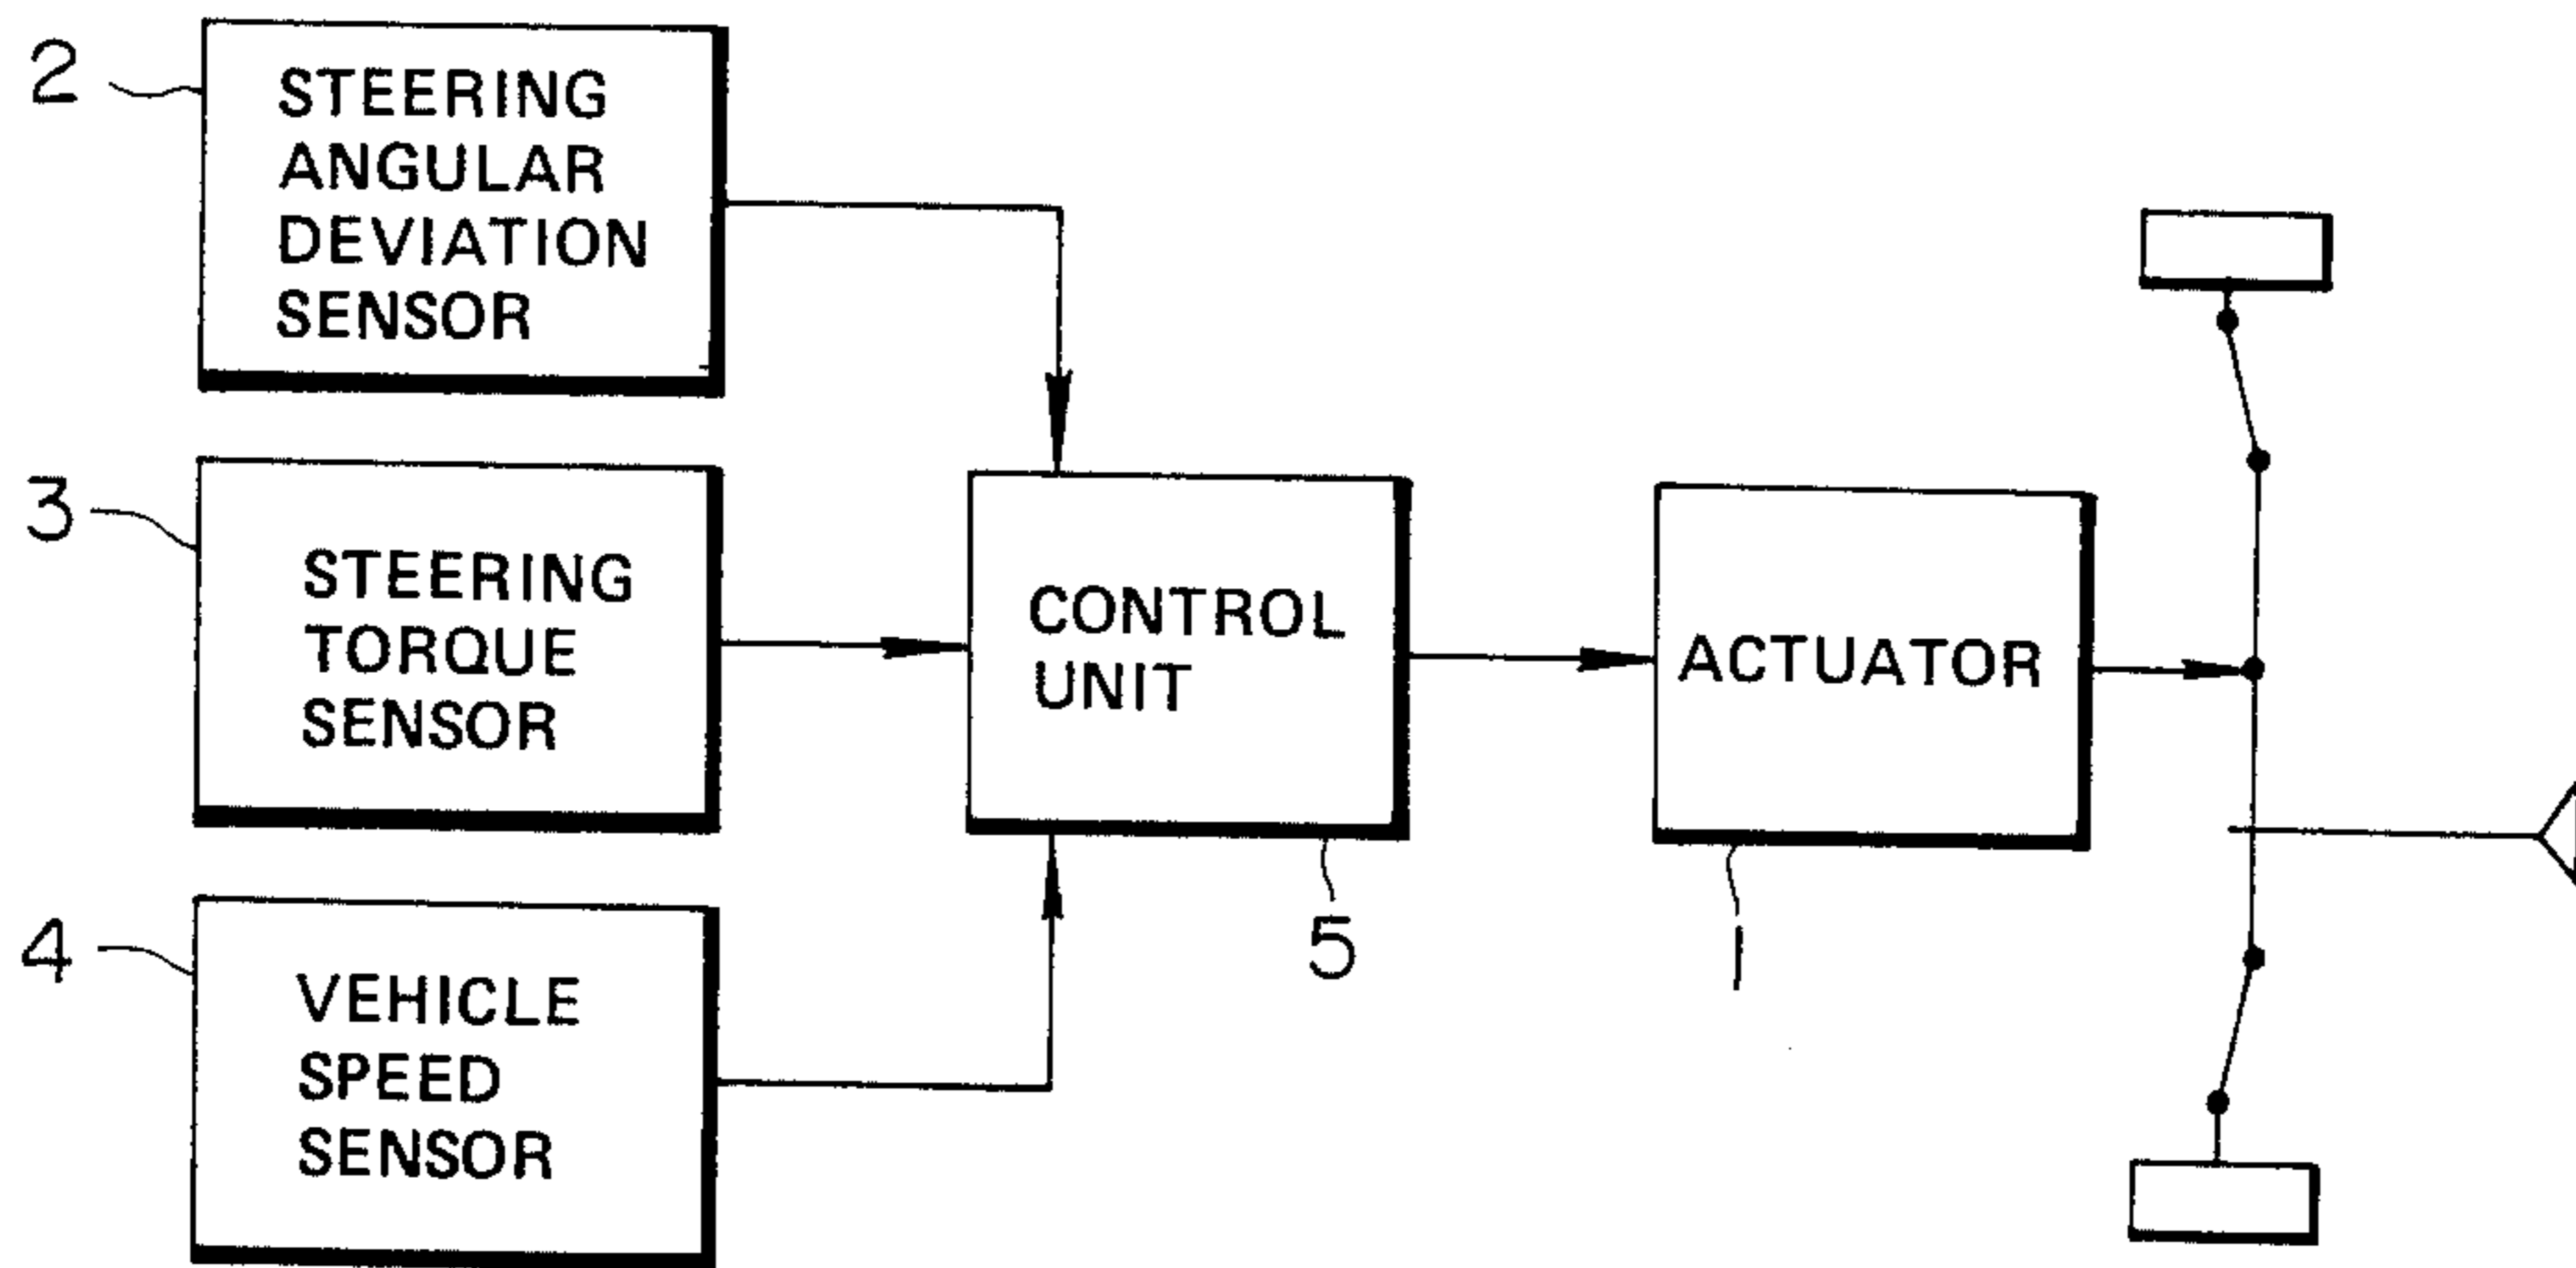 2
STEERING
ANGULAR
DEVIATION
SENSOR
3
STEERING
TORQUE
SENSOR
4
VEHICLE
SPEED
SENSOR
CONTROL
UNIT
5
ACTUATOR
1